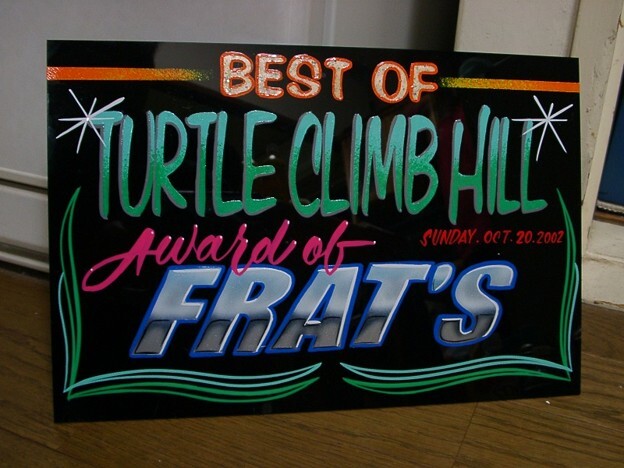 BEST OF
TURTLE CLIMB HILL
Award of
SUNDAY. OCT. 20. 2002
FRAT'S